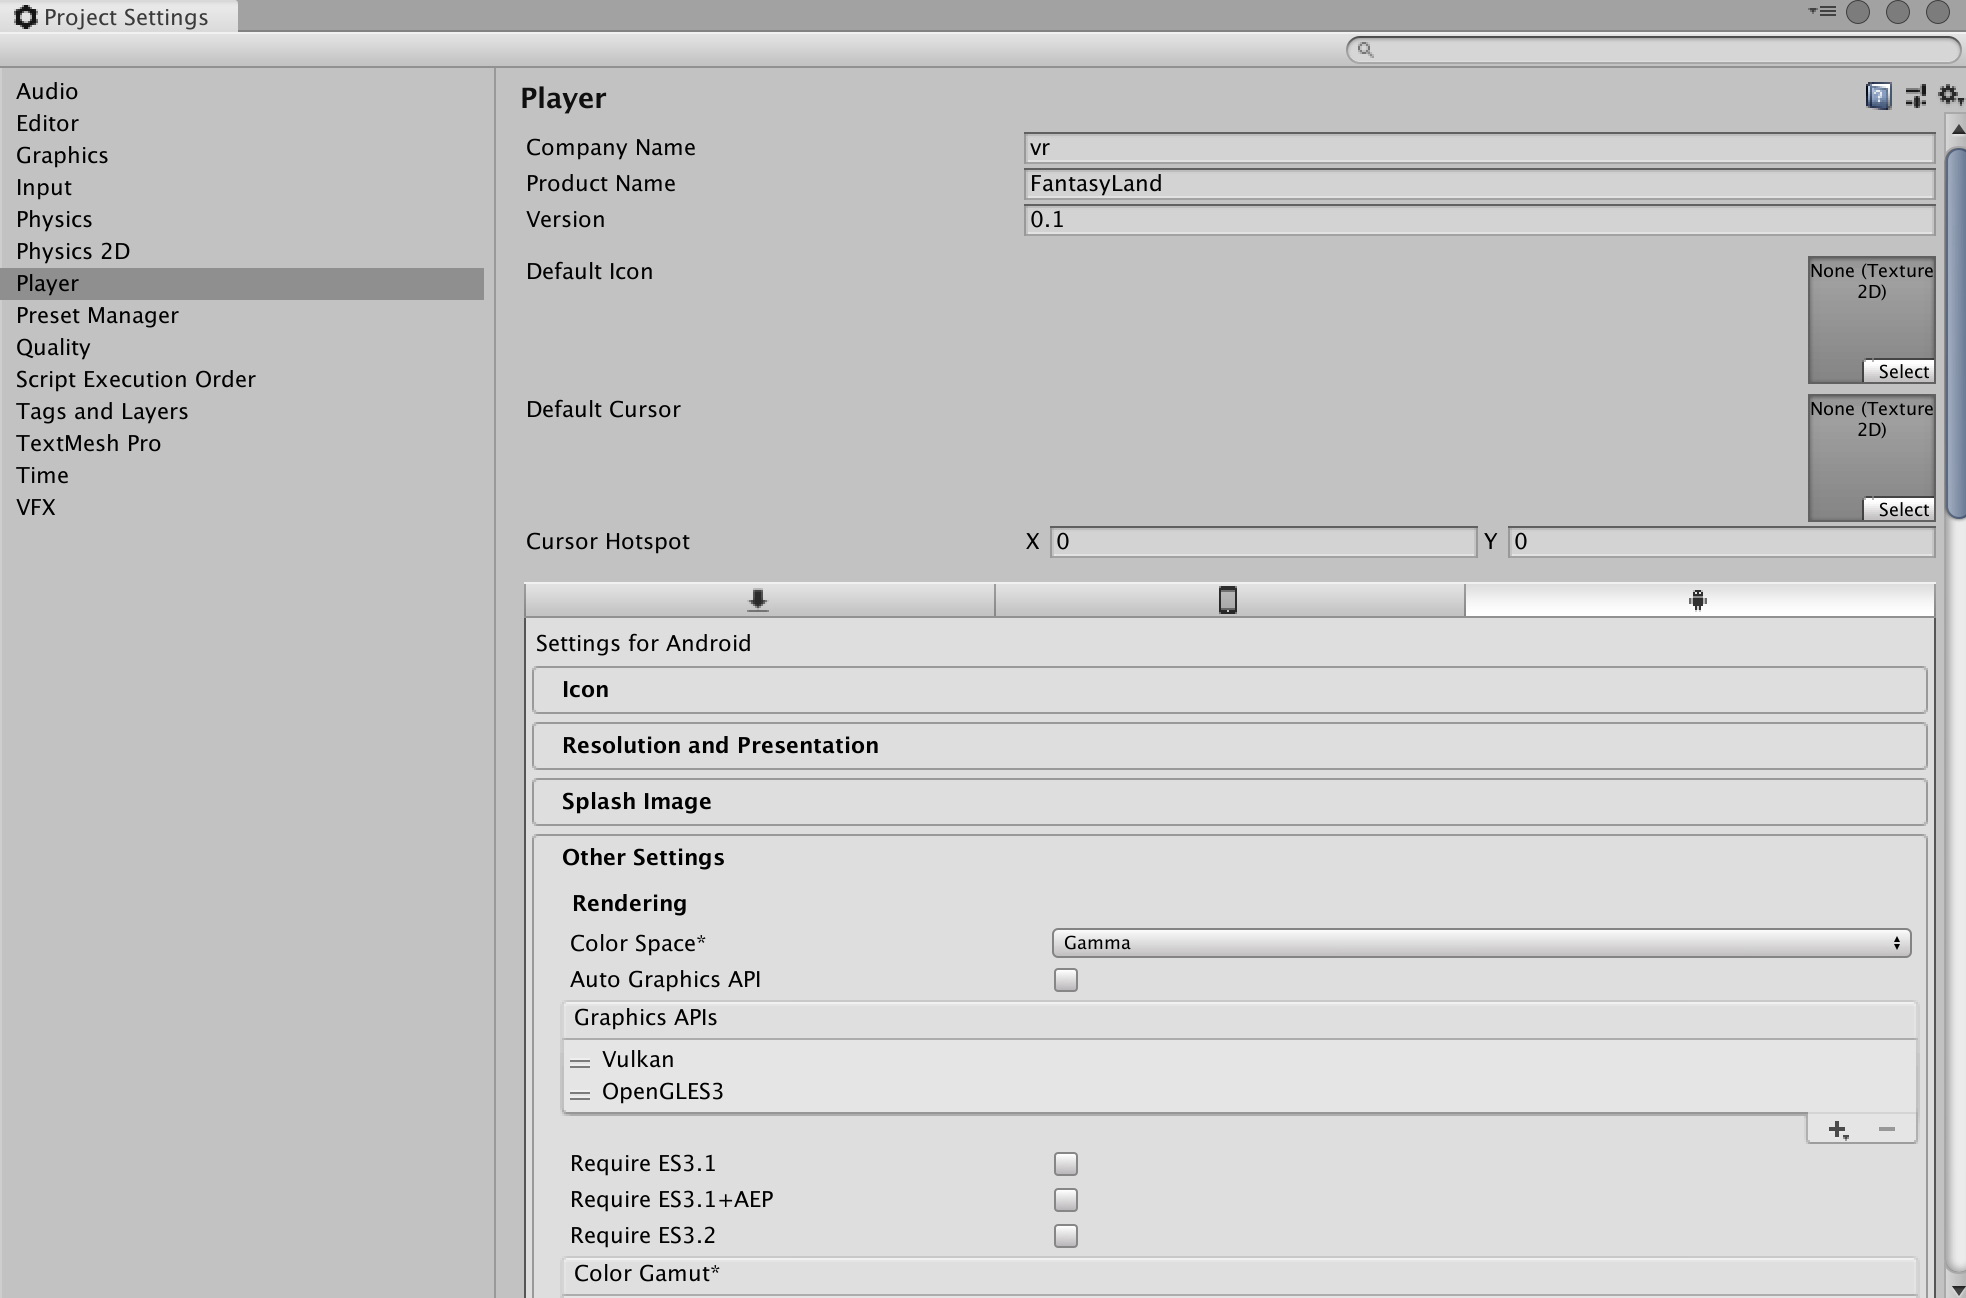 Project Settings
Audio
Editor
Graphics
Input
Physics
Physics 2D
Player
Preset Manager
Quality
Script Execution Order
Tags and Layers
TextMesh Pro
Time
VFX
Player
Company Name vr
Product Name FantasyLand
Version 0.1
Default Icon
None (Texture
2D)
Select
Default Cursor
None (Texture
2D)
Select
Cursor Hotspot X 0 Y 0
Settings for Android
Icon
Resolution and Presentation
Splash Image
Other Settings
Rendering
Color Space* Gamma
Auto Graphics API
Graphics APIs
Vulkan
OpenGLES3
Require ES3.1
Require ES3.1+AEP
Require ES3.2
Color Gamut*